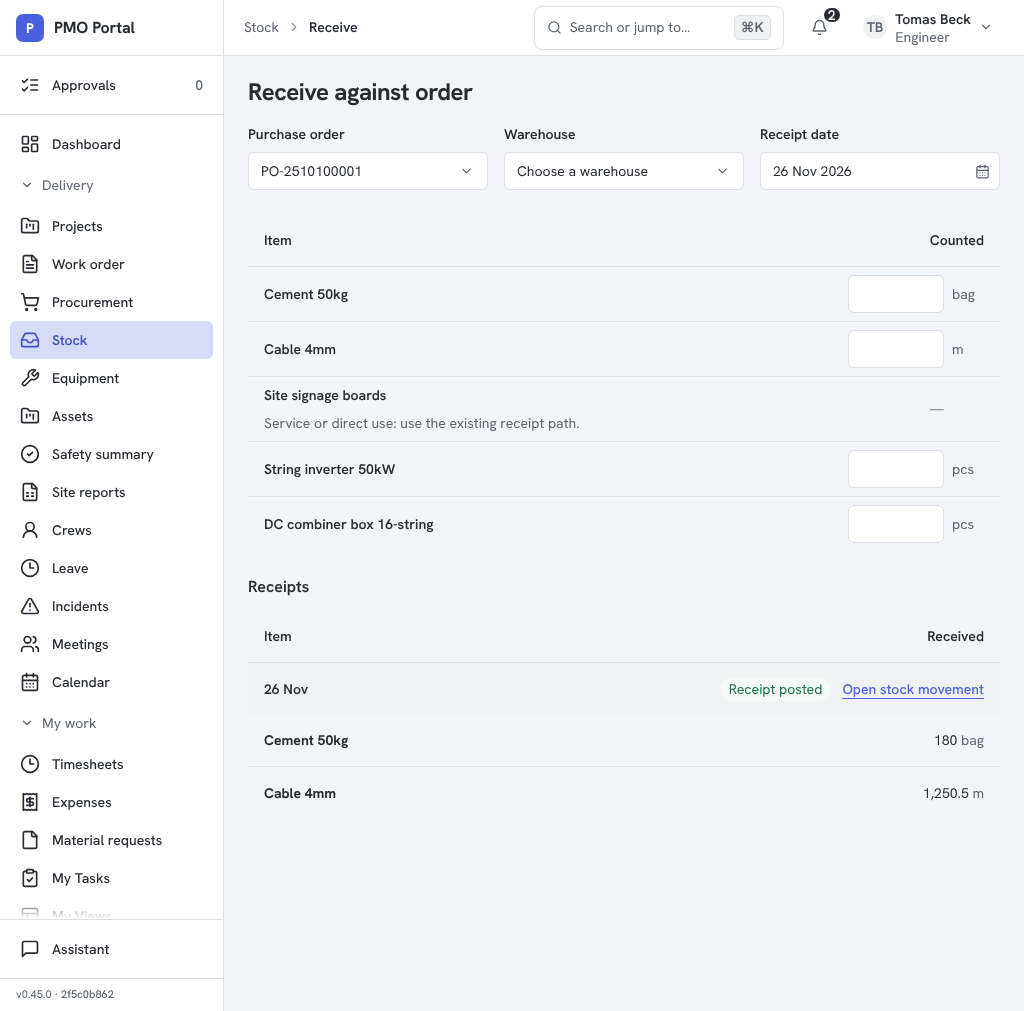 P PMO Portal
Stock > Receive
Search or jump to... ⌘K
2
TB Tomas Beck
Engineer
Approvals 0
Dashboard
Delivery
Projects
Work order
Procurement
Stock
Equipment
Assets
Safety summary
Site reports
Crews
Leave
Incidents
Meetings
Calendar
My work
Timesheets
Expenses
Material requests
My Tasks
My Views
Assistant
v0.45.0 · 2f5c0b862
Receive against order
Purchase order Warehouse Receipt date
PO-2510100001 Choose a warehouse 26 Nov 2026
Item Counted
Cement 50kg bag
Cable 4mm m
Site signage boards
Service or direct use: use the existing receipt path. —
String inverter 50kW pcs
DC combiner box 16-string pcs
Receipts
Item Received
26 Nov Receipt posted Open stock movement
Cement 50kg 180 bag
Cable 4mm 1,250.5 m